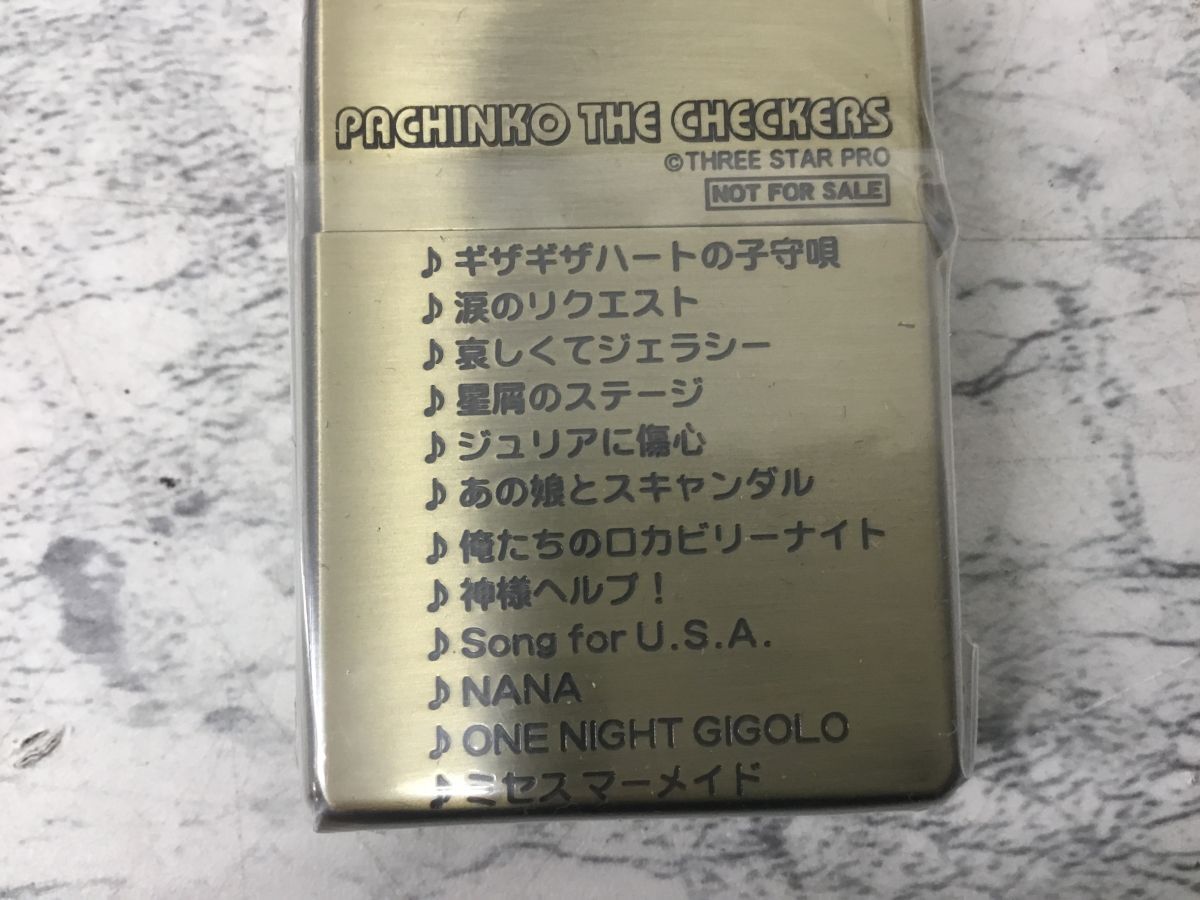 PACHINKO THE CHECKERS
©THREE STAR PRO
NOT FOR SALE
♪ギザギザハートの子守唄
♪涙のリクエスト
♪哀しくてジェラシー
♪星屑のステージ
♪ジュリアに傷心
♪あの娘とスキャンダル
♪俺たちのロカビリーナイト
♪神様ヘルプ！
♪Song for U.S.A.
♪NANA
♪ONE NIGHT GIGOLO
♪ミセス マーメイド